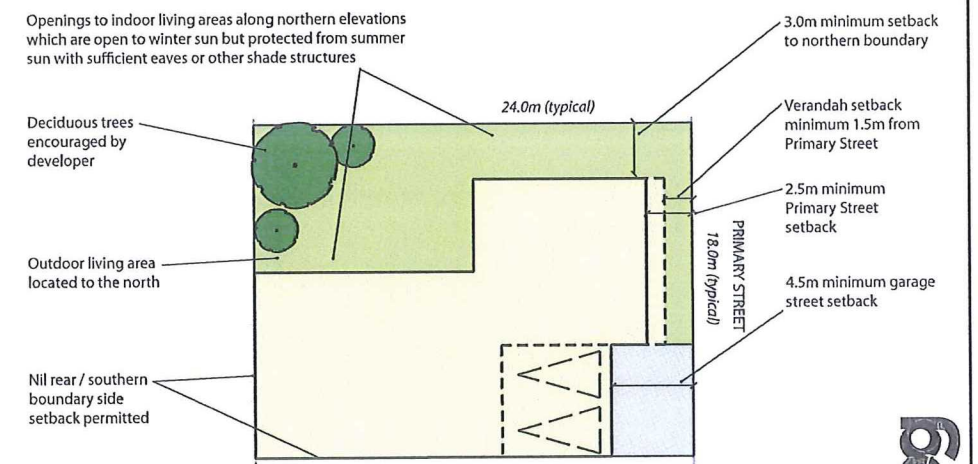 Openings to indoor living areas along northern elevations
which are open to winter sun but protected from summer
sun with sufficient eaves or other shade structures
3.0m minimum setback
to northern boundary
24.0m (typical)
Deciduous trees
encouraged by
developer
Verandah setback
minimum 1.5m from
Primary Street
2.5m minimum
Primary Street
setback
PRIMARY STREET
18.0m (typical)
Outdoor living area
located to the north
4.5m minimum garage
street setback
Nil rear / southern
boundary side
setback permitted